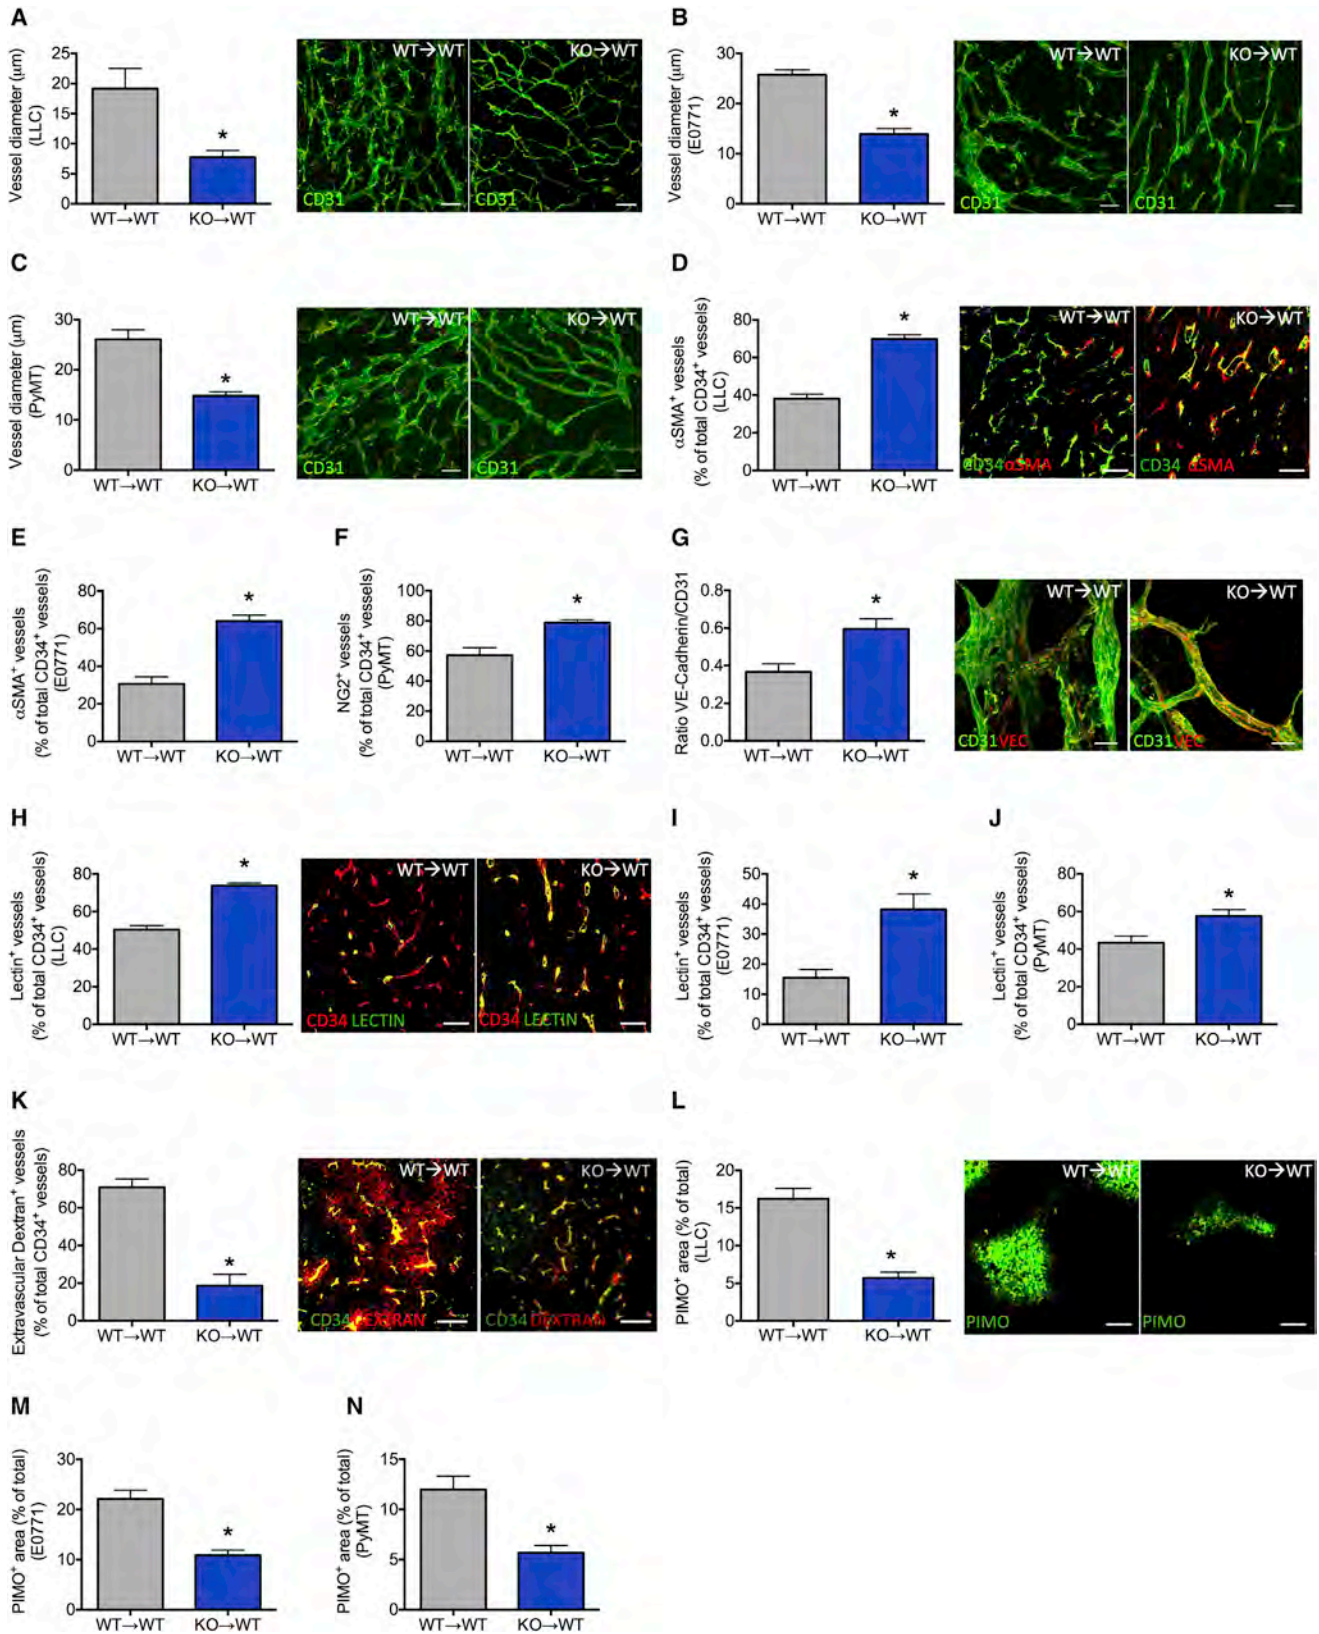 A
Vessel diameter (μm)
(LLC)
25
20
15
10
5
0
*
WT→WT KO→WT
WT→WT
CD31
KO→WT
CD31
B
Vessel diameter (μm)
(E0771)
30
20
10
0
*
WT→WT KO→WT
WT→WT
CD31
KO→WT
CD31
C
Vessel diameter (μm)
(PyMT)
30
20
10
0
*
WT→WT KO→WT
WT→WT
CD31
KO→WT
CD31
D
αSMA⁺ vessels
(% of total CD34⁺ vessels)
(LLC)
80
60
40
20
0
*
WT→WT KO→WT
WT→WT
CD34 αSMA
KO→WT
CD34 αSMA
E
αSMA⁺ vessels
(% of total CD34⁺ vessels)
(E0771)
80
60
40
20
0
*
WT→WT KO→WT
F
NG2⁺ vessels
(% of total CD34⁺ vessels)
(PyMT)
100
80
60
40
20
0
*
WT→WT KO→WT
G
Ratio VE-Cadherin/CD31
0.8
0.6
0.4
0.2
0.0
*
WT→WT KO→WT
WT→WT
CD31 VEC
KO→WT
CD31 VEC
H
Lectin⁺ vessels
(% of total CD34⁺ vessels)
(LLC)
80
60
40
20
0
*
WT→WT KO→WT
WT→WT
CD34 LECTIN
KO→WT
CD34 LECTIN
I
Lectin⁺ vessels
(% of total CD34⁺ vessels)
(E0771)
50
40
30
20
10
0
*
WT→WT KO→WT
J
Lectin⁺ vessels
(% of total CD34⁺ vessels)
(PyMT)
80
60
40
20
0
*
WT→WT KO→WT
K
Extravascular Dextran⁺ vessels
(% of total CD34⁺ vessels)
80
60
40
20
0
*
WT→WT KO→WT
WT→WT
CD34 DEXTRAN
KO→WT
CD34 DEXTRAN
L
PIMO⁺ area (% of total)
(LLC)
20
15
10
5
0
*
WT→WT KO→WT
WT→WT
PIMO
KO→WT
PIMO
M
PIMO⁺ area (% of total)
(E0771)
30
20
10
0
*
WT→WT KO→WT
N
PIMO⁺ area (% of total)
(PyMT)
15
10
5
0
*
WT→WT KO→WT